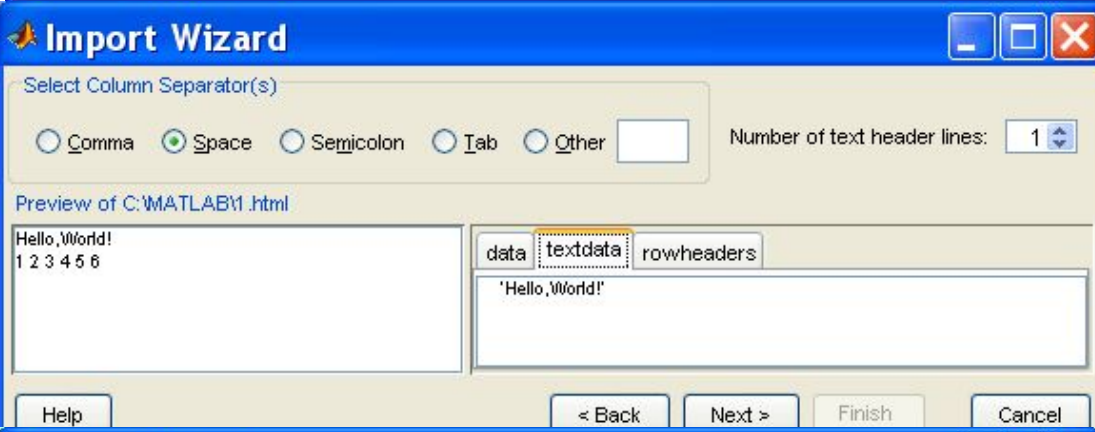 Import Wizard
Select Column Separator(s)
Comma Space Semicolon Tab Other Number of text header lines: 1
Preview of C:\MATLAB\1.html
Hello,World!
1 2 3 4 5 6
data textdata rowheaders
'Hello,World!'
Help < Back Next > Finish Cancel